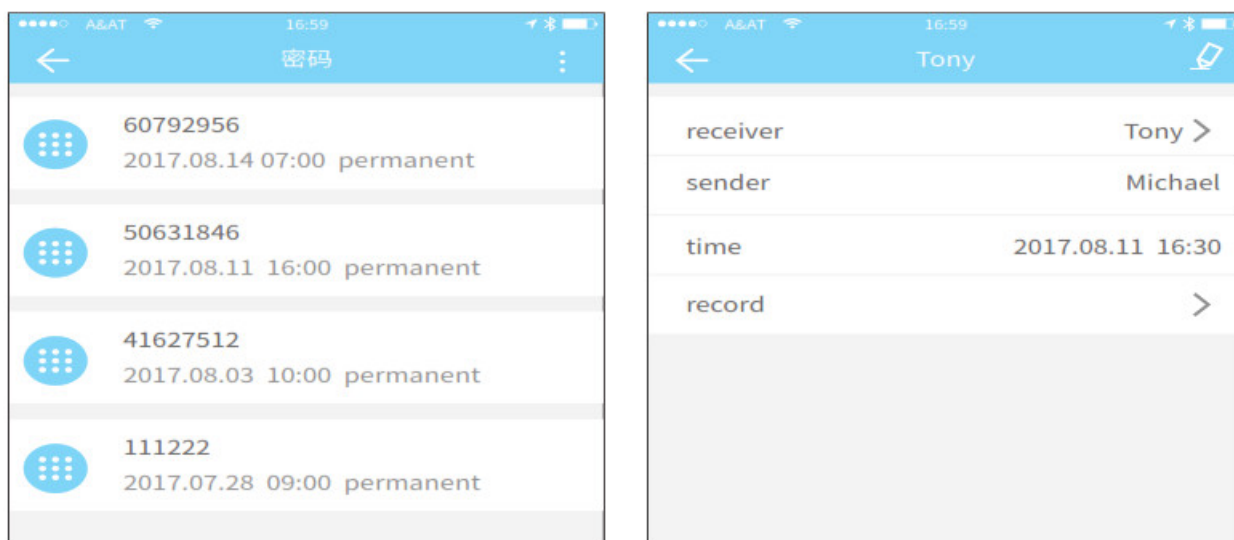 A&AT 16:59
密码
60792956
2017.08.14 07:00 permanent
50631846
2017.08.11 16:00 permanent
41627512
2017.08.03 10:00 permanent
111222
2017.07.28 09:00 permanent
A&AT 16:59
Tony
receiver Tony >
sender Michael
time 2017.08.11 16:30
record >